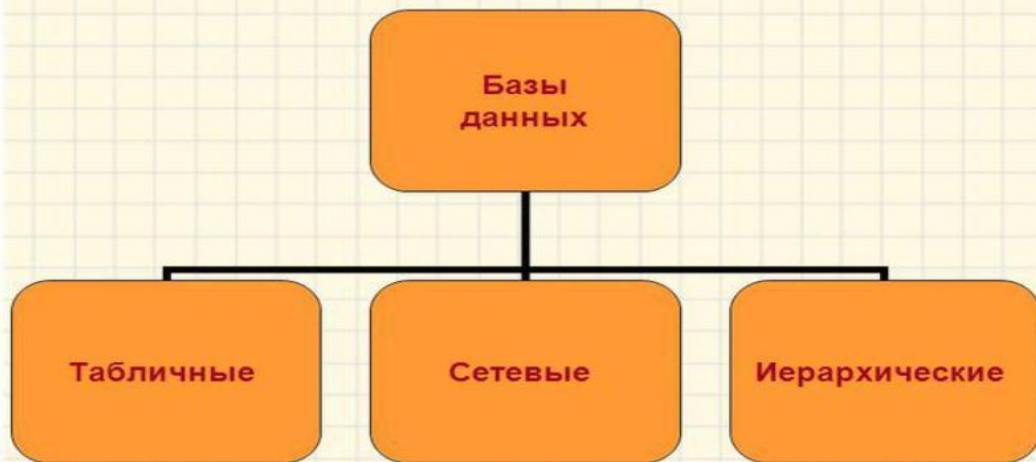 Базы
данных
Табличные
Сетевые
Иерархические